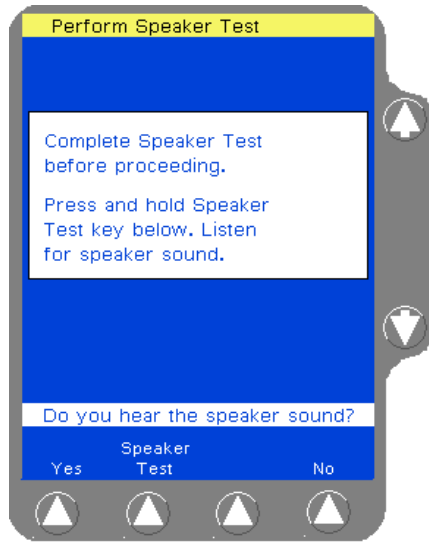 Perform Speaker Test
Complete Speaker Test
before proceeding.
Press and hold Speaker
Test key below. Listen
for speaker sound.
Do you hear the speaker sound?
Speaker
Yes Test No